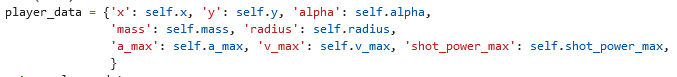 player_data = {'x': self.x, 'y': self.y, 'alpha': self.alpha,
'mass': self.mass, 'radius': self.radius,
'a_max': self.a_max, 'v_max': self.v_max, 'shot_power_max': self.shot_power_max,
}